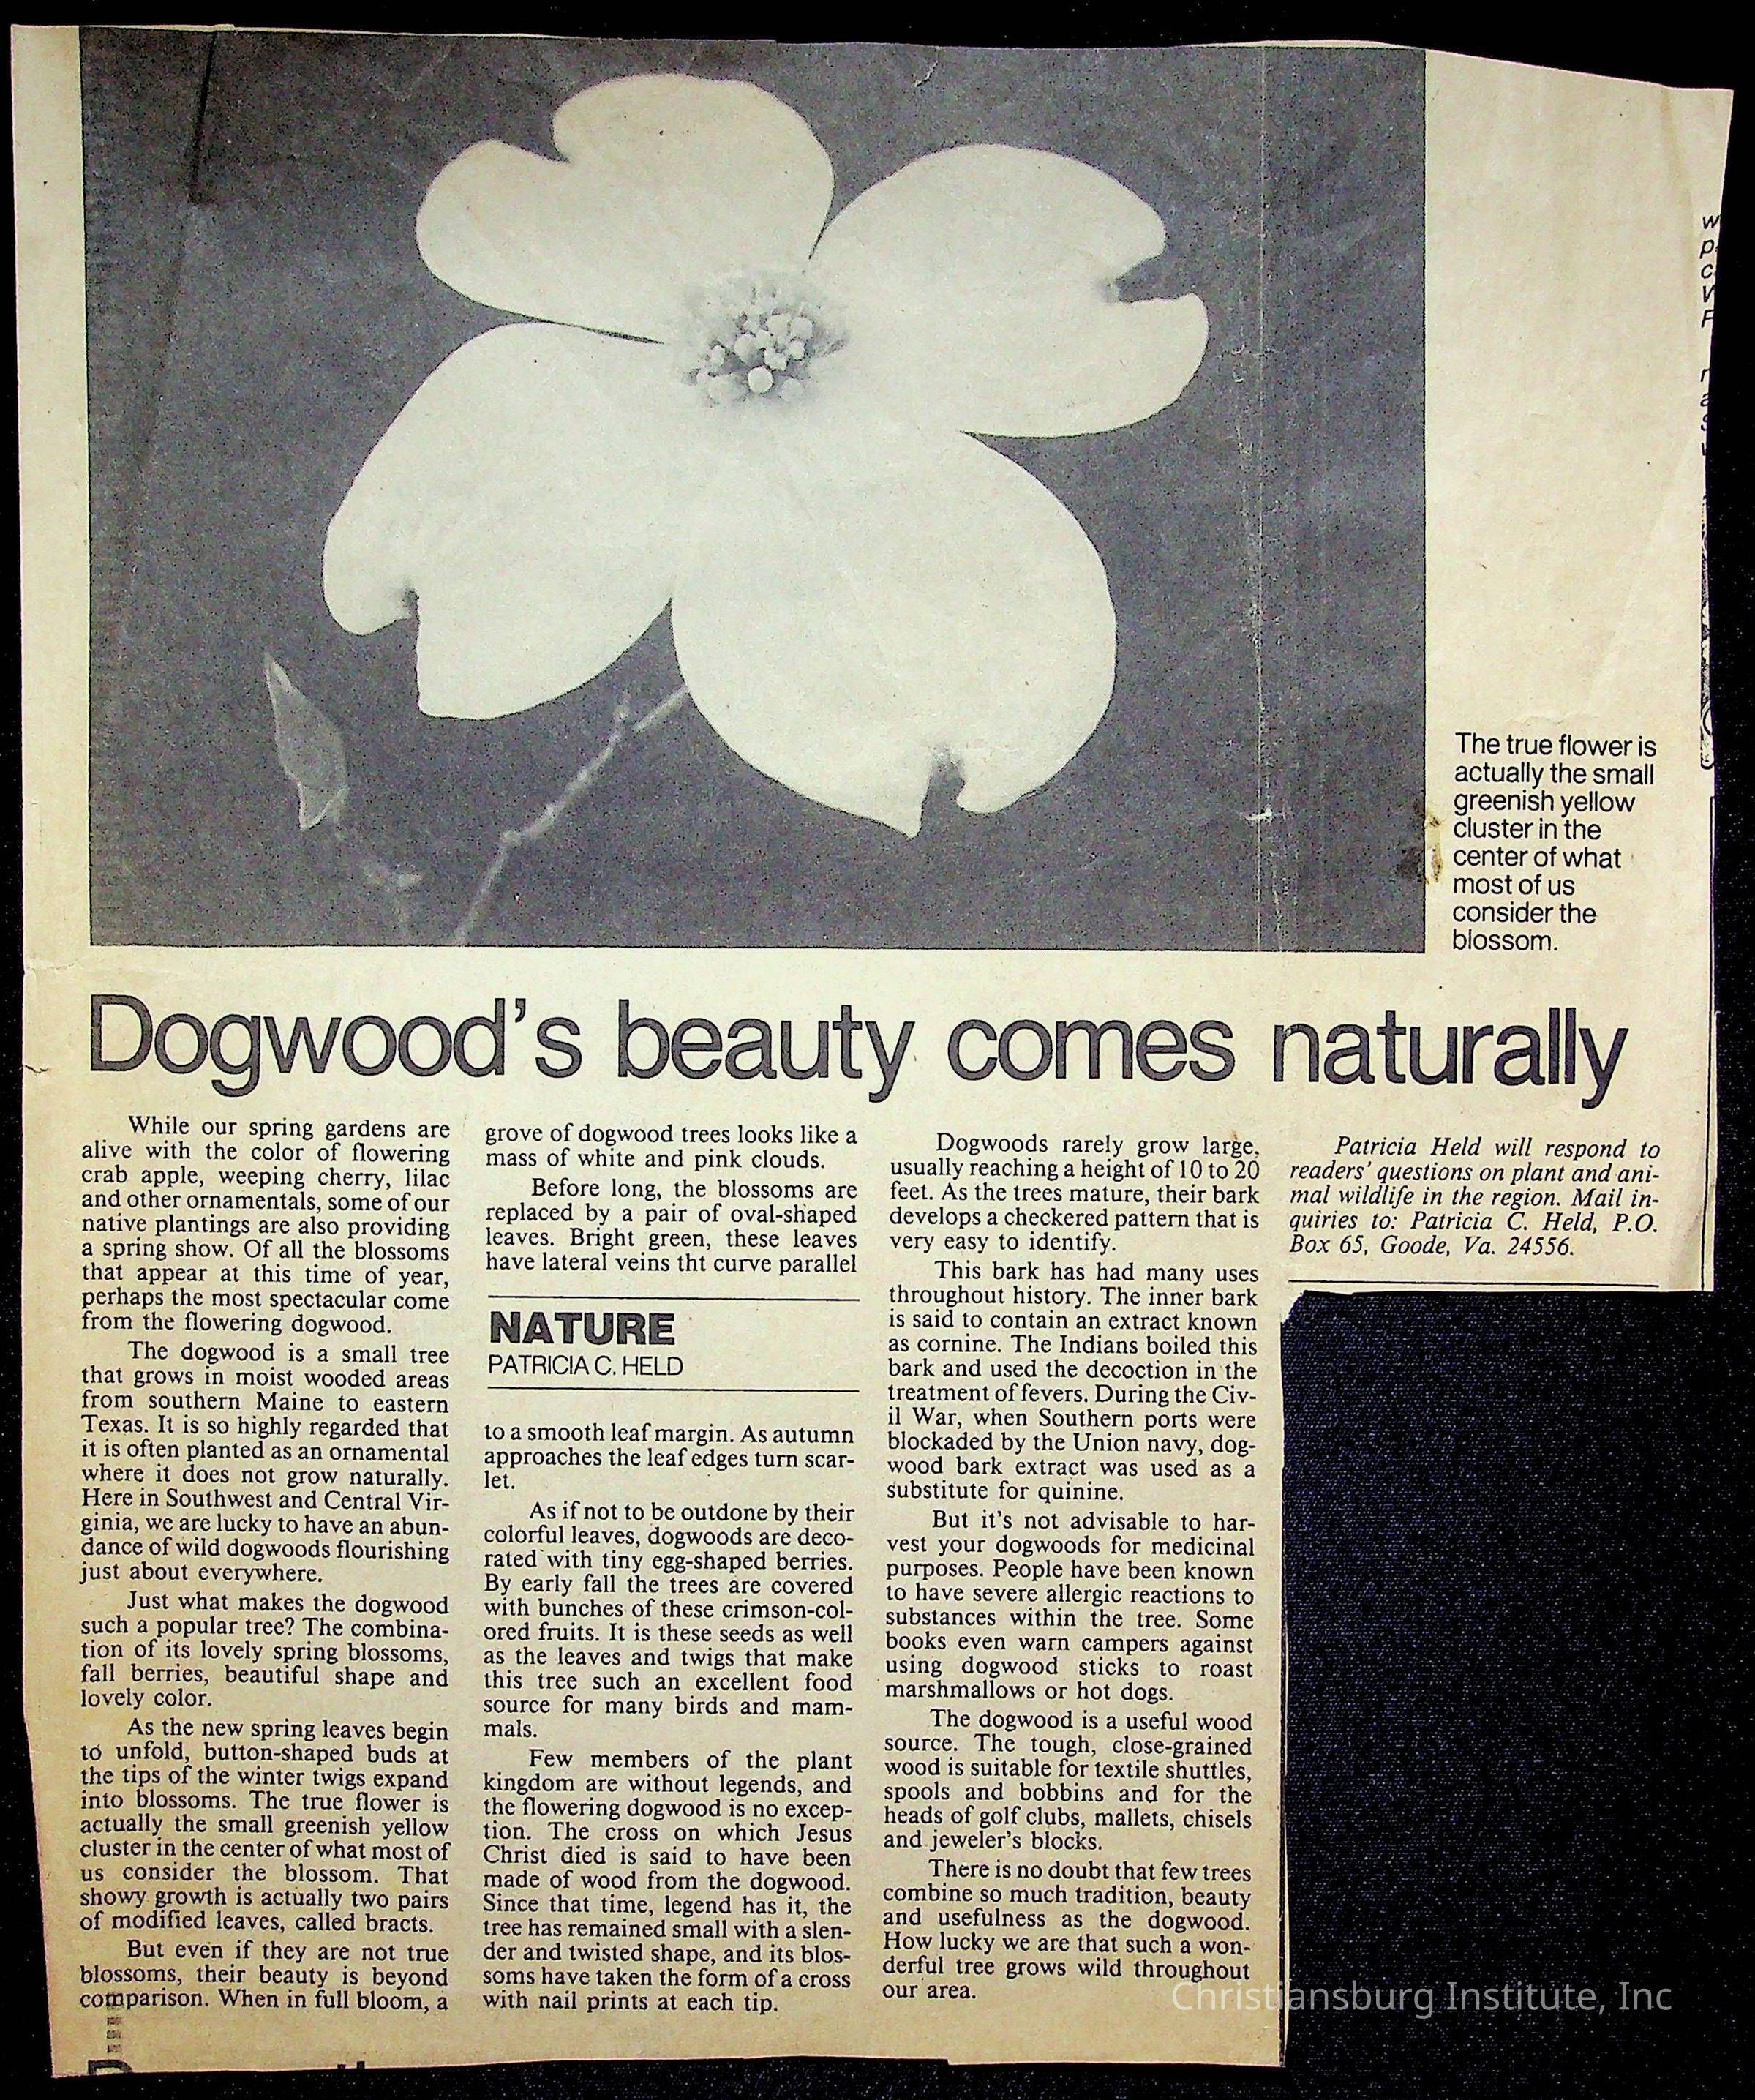 The true flower is
actually the small
greenish yellow
cluster in the
center of what
most of us
consider the
blossom.
Dogwood's beauty comes naturally
While our spring gardens are
alive with the color of flowering
crab apple, weeping cherry, lilac
and other ornamentals, some of our
native plantings are also providing
a spring show. Of all the blossoms
that appear at this time of year,
perhaps the most spectacular come
from the flowering dogwood.
The dogwood is a small tree
that grows in moist wooded areas
from southern Maine to eastern
Texas. It is so highly regarded that
it is often planted as an ornamental
where it does not grow naturally.
Here in Southwest and Central Vir-
ginia, we are lucky to have an abun-
dance of wild dogwoods flourishing
just about everywhere.
Just what makes the dogwood
such a popular tree? The combina-
tion of its lovely spring blossoms,
fall berries, beautiful shape and
lovely color.
As the new spring leaves begin
to unfold, button-shaped buds at
the tips of the winter twigs expand
into blossoms. The true flower is
actually the small greenish yellow
cluster in the center of what most of
us consider the blossom. That
showy growth is actually two pairs
of modified leaves, called bracts.
But even if they are not true
blossoms, their beauty is beyond
comparison. When in full bloom, a
grove of dogwood trees looks like a
mass of white and pink clouds.
Before long, the blossoms are
replaced by a pair of oval-shaped
leaves. Bright green, these leaves
have lateral veins tht curve parallel
NATURE
PATRICIA C. HELD
to a smooth leaf margin. As autumn
approaches the leaf edges turn scar-
let.
As if not to be outdone by their
colorful leaves, dogwoods are deco-
rated with tiny egg-shaped berries.
By early fall the trees are covered
with bunches of these crimson-col-
ored fruits. It is these seeds as well
as the leaves and twigs that make
this tree such an excellent food
source for many birds and mam-
mals.
Few members of the plant
kingdom are without legends, and
the flowering dogwood is no excep-
tion. The cross on which Jesus
Christ died is said to have been
made of wood from the dogwood.
Since that time, legend has it, the
tree has remained small with a slen-
der and twisted shape, and its blos-
soms have taken the form of a cross
with nail prints at each tip.
Dogwoods rarely grow large,
usually reaching a height of 10 to 20
feet. As the trees mature, their bark
develops a checkered pattern that is
very easy to identify.
This bark has had many uses
throughout history. The inner bark
is said to contain an extract known
as cornine. The Indians boiled this
bark and used the decoction in the
treatment of fevers. During the Civ-
il War, when Southern ports were
blockaded by the Union navy, dog-
wood bark extract was used as a
substitute for quinine.
But it's not advisable to har-
vest your dogwoods for medicinal
purposes. People have been known
to have severe allergic reactions to
substances within the tree. Some
books even warn campers against
using dogwood sticks to roast
marshmallows or hot dogs.
The dogwood is a useful wood
source. The tough, close-grained
wood is suitable for textile shuttles,
spools and bobbins and for the
heads of golf clubs, mallets, chisels
and jeweler's blocks.
There is no doubt that few trees
combine so much tradition, beauty
and usefulness as the dogwood.
How lucky we are that such a won-
derful tree grows wild throughout
our area.
Patricia Held will respond to
readers' questions on plant and ani-
mal wildlife in the region. Mail in-
quiries to: Patricia C. Held, P.O.
Box 65, Goode, Va. 24556.
Christiansburg Institute, Inc